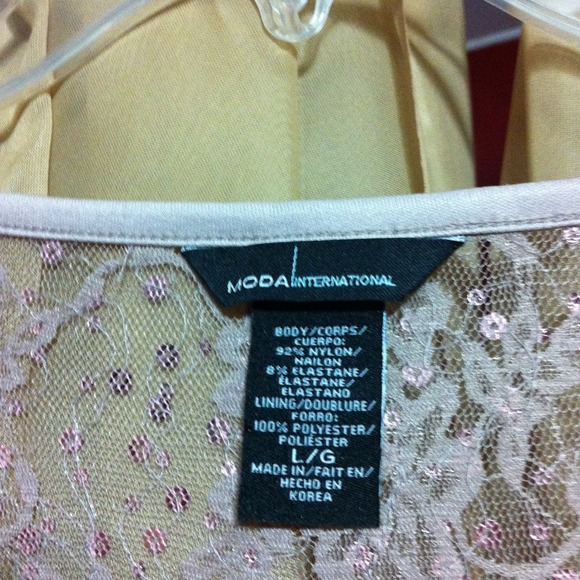 MODA INTERNATIONAL
BODY/CORPS/
CUERPO:
92% NYLON/
NAILON
8% ELASTANE/
ÉLASTANE/
ELASTANO
LINING/DOUBLURE/
FORRO:
100% POLYESTER/
POLIÉSTER
L/G
MADE IN/FAIT EN/
HECHO EN
KOREA